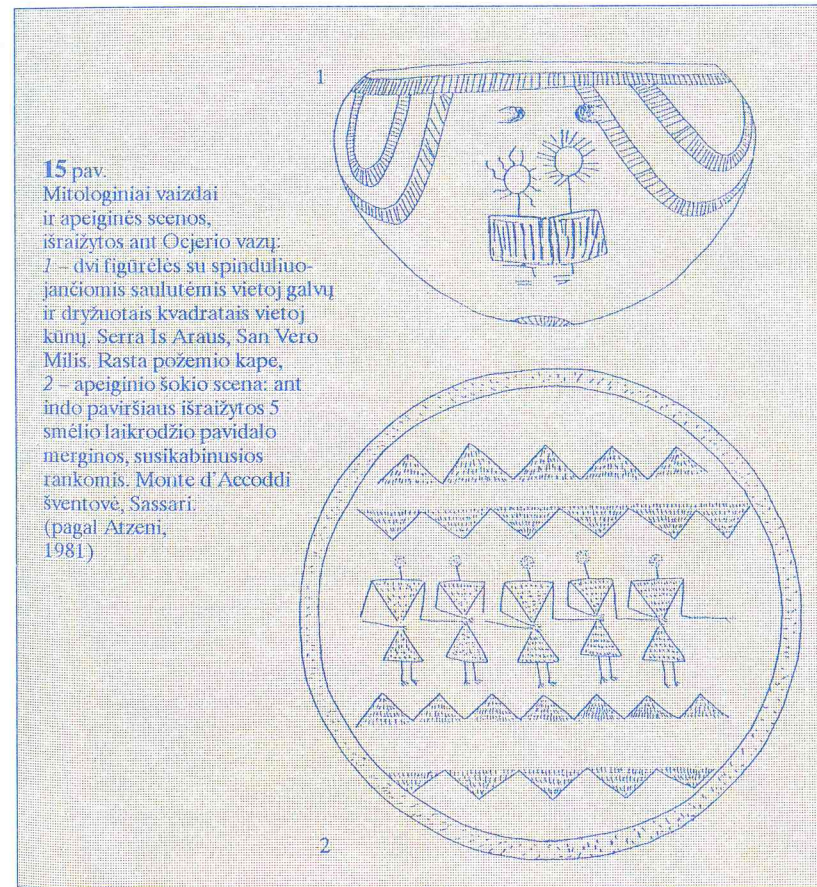 1
15 pav.
Mitologiniai vaizdai
ir apeiginės scenos,
išraižytos ant Ocjerio vazų:
1 – dvi figūrėlės su spinduliuo-
jančiomis saulutėmis vietoj galvų
ir dryžuotais kvadratais vietoj
kūnų. Serra Is Araus, San Vero
Milis. Rasta požemio kape,
2 – apeiginio šokio scena: ant
indo paviršiaus išraižytos 5
smėlio laikrodžio pavidalo
merginos, susikabinusios
rankomis. Monte d'Accoddi
šventovė, Sassari.
(pagal Atzeni,
1981)
2